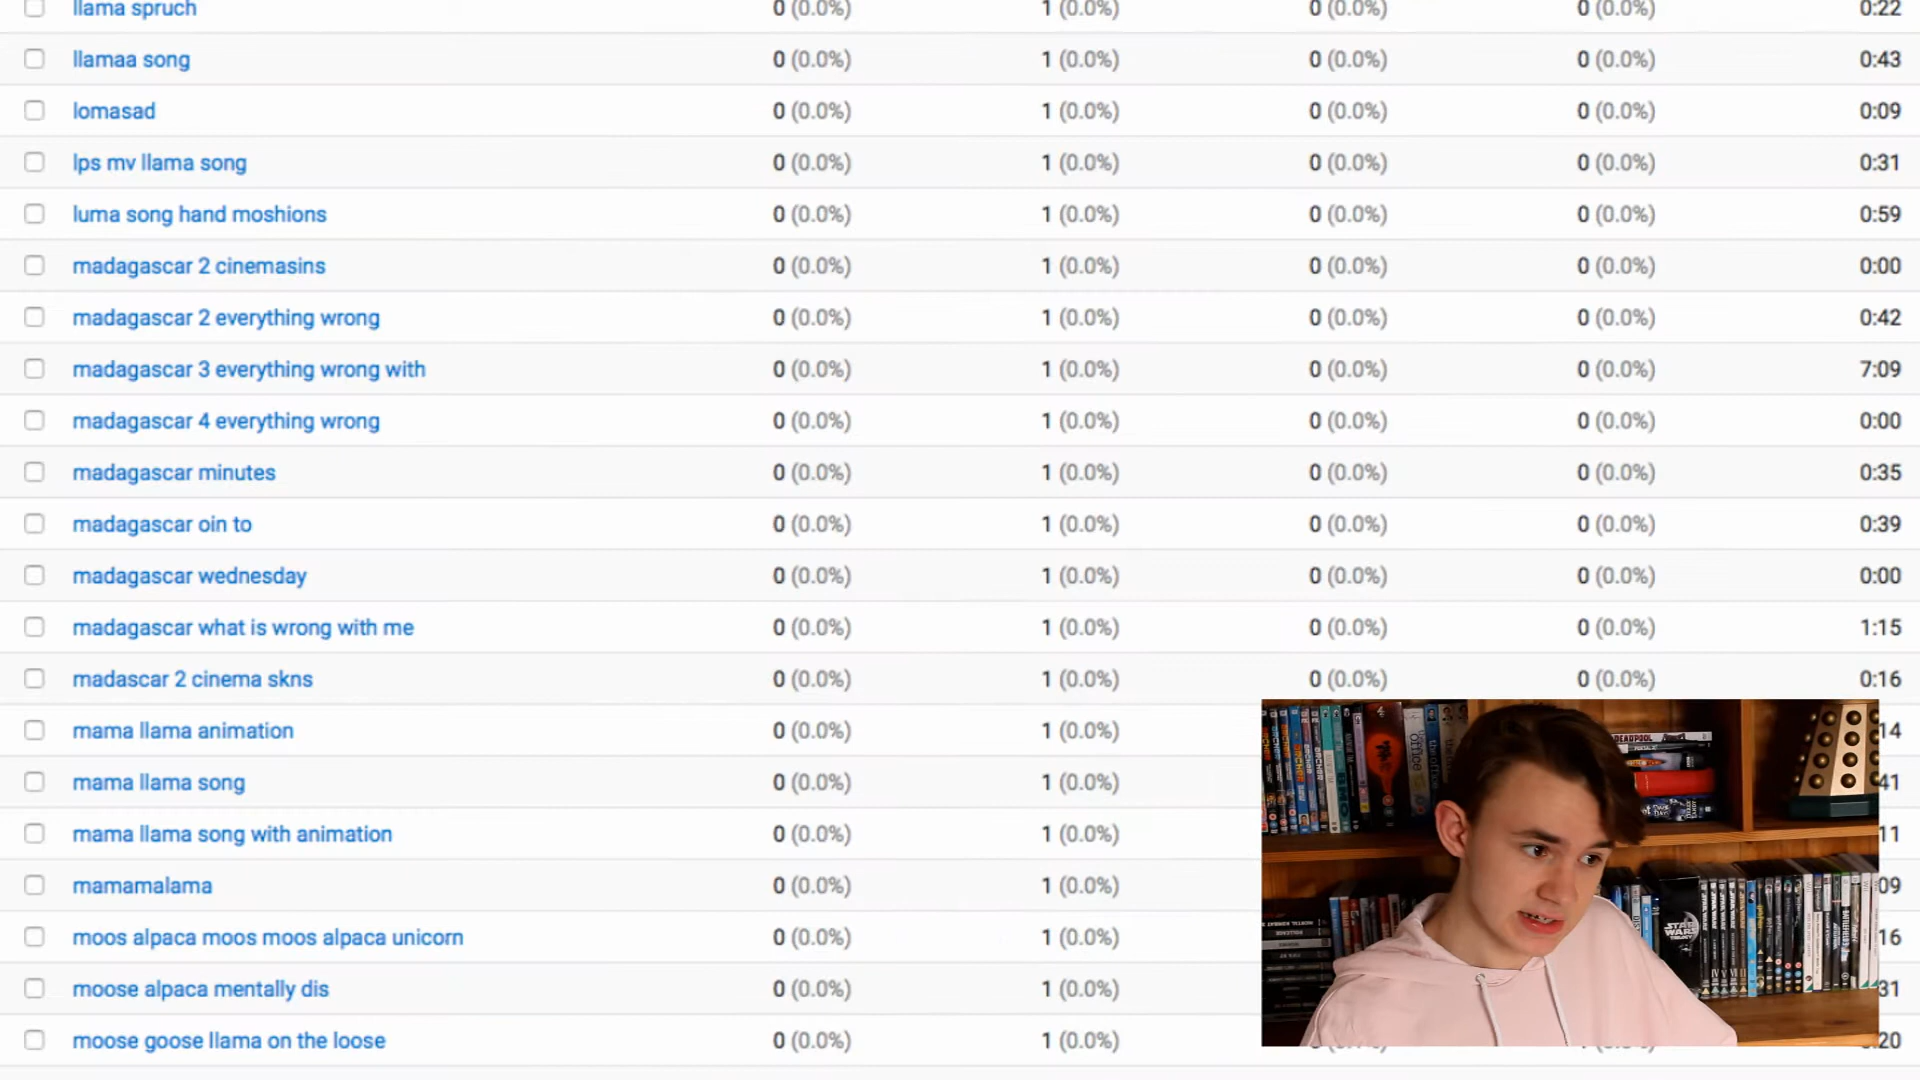 llama spruch 0 (0.0%) 1 (0.0%) 0 (0.0%) 0 (0.0%) 0:22
llamaa song 0 (0.0%) 1 (0.0%) 0 (0.0%) 0 (0.0%) 0:43
lomasad 0 (0.0%) 1 (0.0%) 0 (0.0%) 0 (0.0%) 0:09
lps mv llama song 0 (0.0%) 1 (0.0%) 0 (0.0%) 0 (0.0%) 0:31
luma song hand moshions 0 (0.0%) 1 (0.0%) 0 (0.0%) 0 (0.0%) 0:59
madagascar 2 cinemasins 0 (0.0%) 1 (0.0%) 0 (0.0%) 0 (0.0%) 0:00
madagascar 2 everything wrong 0 (0.0%) 1 (0.0%) 0 (0.0%) 0 (0.0%) 0:42
madagascar 3 everything wrong with 0 (0.0%) 1 (0.0%) 0 (0.0%) 0 (0.0%) 7:09
madagascar 4 everything wrong 0 (0.0%) 1 (0.0%) 0 (0.0%) 0 (0.0%) 0:00
madagascar minutes 0 (0.0%) 1 (0.0%) 0 (0.0%) 0 (0.0%) 0:35
madagascar oin to 0 (0.0%) 1 (0.0%) 0 (0.0%) 0 (0.0%) 0:39
madagascar wednesday 0 (0.0%) 1 (0.0%) 0 (0.0%) 0 (0.0%) 0:00
madagascar what is wrong with me 0 (0.0%) 1 (0.0%) 0 (0.0%) 0 (0.0%) 1:15
madascar 2 cinema skns 0 (0.0%) 1 (0.0%) 0 (0.0%) 0 (0.0%) 0:16
mama llama animation 0 (0.0%) 1 (0.0%) 14
mama llama song 0 (0.0%) 1 (0.0%) 41
mama llama song with animation 0 (0.0%) 1 (0.0%) 11
mamamalama 0 (0.0%) 1 (0.0%) 09
moos alpaca moos moos alpaca unicorn 0 (0.0%) 1 (0.0%) 16
moose alpaca mentally dis 0 (0.0%) 1 (0.0%) 31
moose goose llama on the loose 0 (0.0%) 1 (0.0%) 20
DEADPOOL
the office
STAR WARS